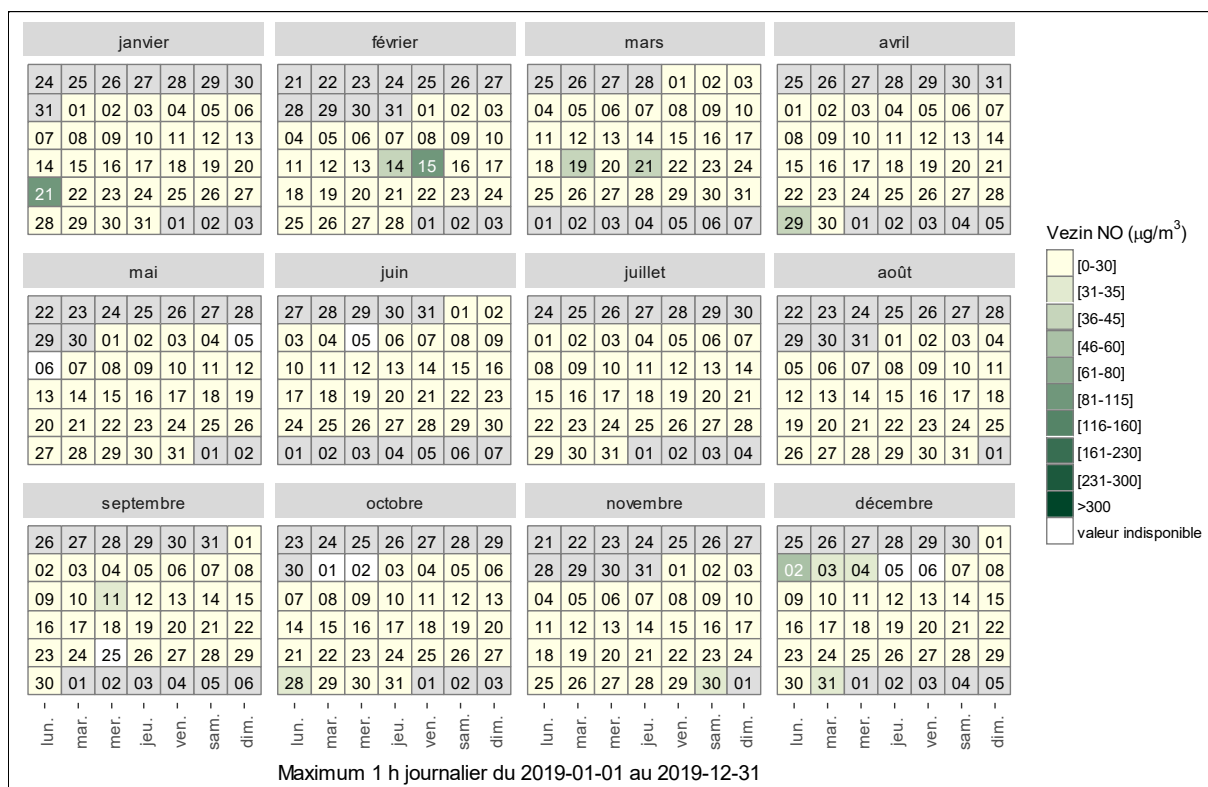 janvier février mars avril
24 25 26 27 28 29 30 21 22 23 24 25 26 27 25 26 27 28 01 02 03 25 26 27 28 29 30 31
31 01 02 03 04 05 06 28 29 30 31 01 02 03 04 05 06 07 08 09 10 01 02 03 04 05 06 07
07 08 09 10 11 12 13 04 05 06 07 08 09 10 11 12 13 14 15 16 17 08 09 10 11 12 13 14
14 15 16 17 18 19 20 11 12 13 14 15 16 17 18 19 20 21 22 23 24 15 16 17 18 19 20 21
21 22 23 24 25 26 27 18 19 20 21 22 23 24 25 26 27 28 29 30 31 22 23 24 25 26 27 28
28 29 30 31 01 02 03 25 26 27 28 01 02 03 01 02 03 04 05 06 07 29 30 01 02 03 04 05
mai juin juillet août
22 23 24 25 26 27 28 27 28 29 30 31 01 02 24 25 26 27 28 29 30 22 23 24 25 26 27 28
29 30 01 02 03 04 05 03 04 05 06 07 08 09 01 02 03 04 05 06 07 29 30 31 01 02 03 04
06 07 08 09 10 11 12 10 11 12 13 14 15 16 08 09 10 11 12 13 14 05 06 07 08 09 10 11
13 14 15 16 17 18 19 17 18 19 20 21 22 23 15 16 17 18 19 20 21 12 13 14 15 16 17 18
20 21 22 23 24 25 26 24 25 26 27 28 29 30 22 23 24 25 26 27 28 19 20 21 22 23 24 25
27 28 29 30 31 01 02 01 02 03 04 05 06 07 29 30 31 01 02 03 04 26 27 28 29 30 31 01
septembre octobre novembre décembre
26 27 28 29 30 31 01 23 24 25 26 27 28 29 21 22 23 24 25 26 27 25 26 27 28 29 30 01
02 03 04 05 06 07 08 30 01 02 03 04 05 06 28 29 30 31 01 02 03 02 03 04 05 06 07 08
09 10 11 12 13 14 15 07 08 09 10 11 12 13 04 05 06 07 08 09 10 09 10 11 12 13 14 15
16 17 18 19 20 21 22 14 15 16 17 18 19 20 11 12 13 14 15 16 17 16 17 18 19 20 21 22
23 24 25 26 27 28 29 21 22 23 24 25 26 27 18 19 20 21 22 23 24 23 24 25 26 27 28 29
30 01 02 03 04 05 06 28 29 30 31 01 02 03 25 26 27 28 29 30 01 30 31 01 02 03 04 05
lun. mar. mer. jeu. ven. sam. dim. lun. mar. mer. jeu. ven. sam. dim. lun. mar. mer. jeu. ven. sam. dim. lun. mar. mer. jeu. ven. sam. dim.
Maximum 1 h journalier du 2019-01-01 au 2019-12-31
Vezin NO (μg/m³)
[0-30]
[31-35]
[36-45]
[46-60]
[61-80]
[81-115]
[116-160]
[161-230]
[231-300]
>300
valeur indisponible